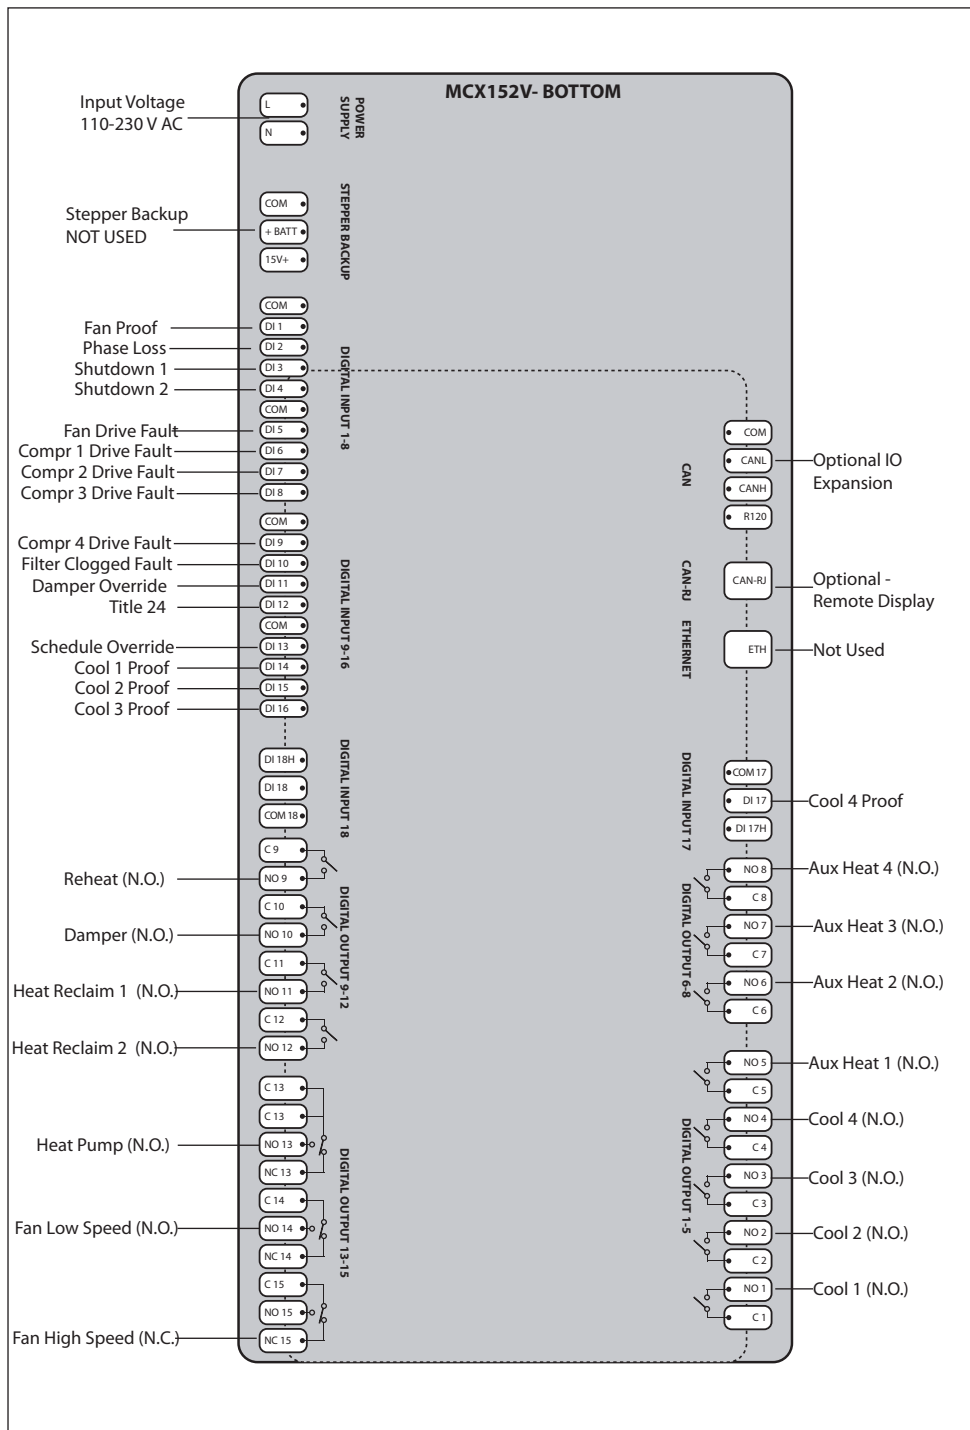 MCX152V- BOTTOM
Input Voltage
110-230 V AC
L
N
POWER
SUPPLY
Stepper Backup
NOT USED
COM
+ BATT
15V+
STEPPER BACKUP
COM
Fan Proof
DI 1
Phase Loss
DI 2
Shutdown 1
DI 3
Shutdown 2
DI 4
COM
Fan Drive Fault
DI 5
Compr 1 Drive Fault
DI 6
Compr 2 Drive Fault
DI 7
Compr 3 Drive Fault
DI 8
DIGITAL INPUT 1-8
COM
Compr 4 Drive Fault
DI 9
Filter Clogged Fault
DI 10
Damper Override
DI 11
Title 24
DI 12
COM
Schedule Override
DI 13
Cool 1 Proof
DI 14
Cool 2 Proof
DI 15
Cool 3 Proof
DI 16
DIGITAL INPUT 9-16
DI 18H
DI 18
COM 18
DIGITAL INPUT 18
C 9
Reheat (N.O.)
NO 9
C 10
Damper (N.O.)
NO 10
C 11
Heat Reclaim 1 (N.O.)
NO 11
C 12
Heat Reclaim 2 (N.O.)
NO 12
DIGITAL OUTPUT 9-12
C 13
C 13
Heat Pump (N.O.)
NO 13
NC 13
C 14
Fan Low Speed (N.O.)
NO 14
NC 14
C 15
NO 15
Fan High Speed (N.C.)
NC 15
DIGITAL OUTPUT 13-15
COM
CANL
Optional IO
Expansion
CANH
R120
CAN
CAN-RJ
CAN-RJ
Optional -
Remote Display
ETHERNET
ETH
Not Used
COM 17
DI 17
Cool 4 Proof
DI 17H
DIGITAL INPUT 17
NO 8
Aux Heat 4 (N.O.)
C 8
NO 7
Aux Heat 3 (N.O.)
C 7
NO 6
Aux Heat 2 (N.O.)
C 6
DIGITAL OUTPUT 6-8
NO 5
Aux Heat 1 (N.O.)
C 5
NO 4
Cool 4 (N.O.)
C 4
NO 3
Cool 3 (N.O.)
C 3
NO 2
Cool 2 (N.O.)
C 2
NO 1
Cool 1 (N.O.)
C 1
DIGITAL OUTPUT 1-5